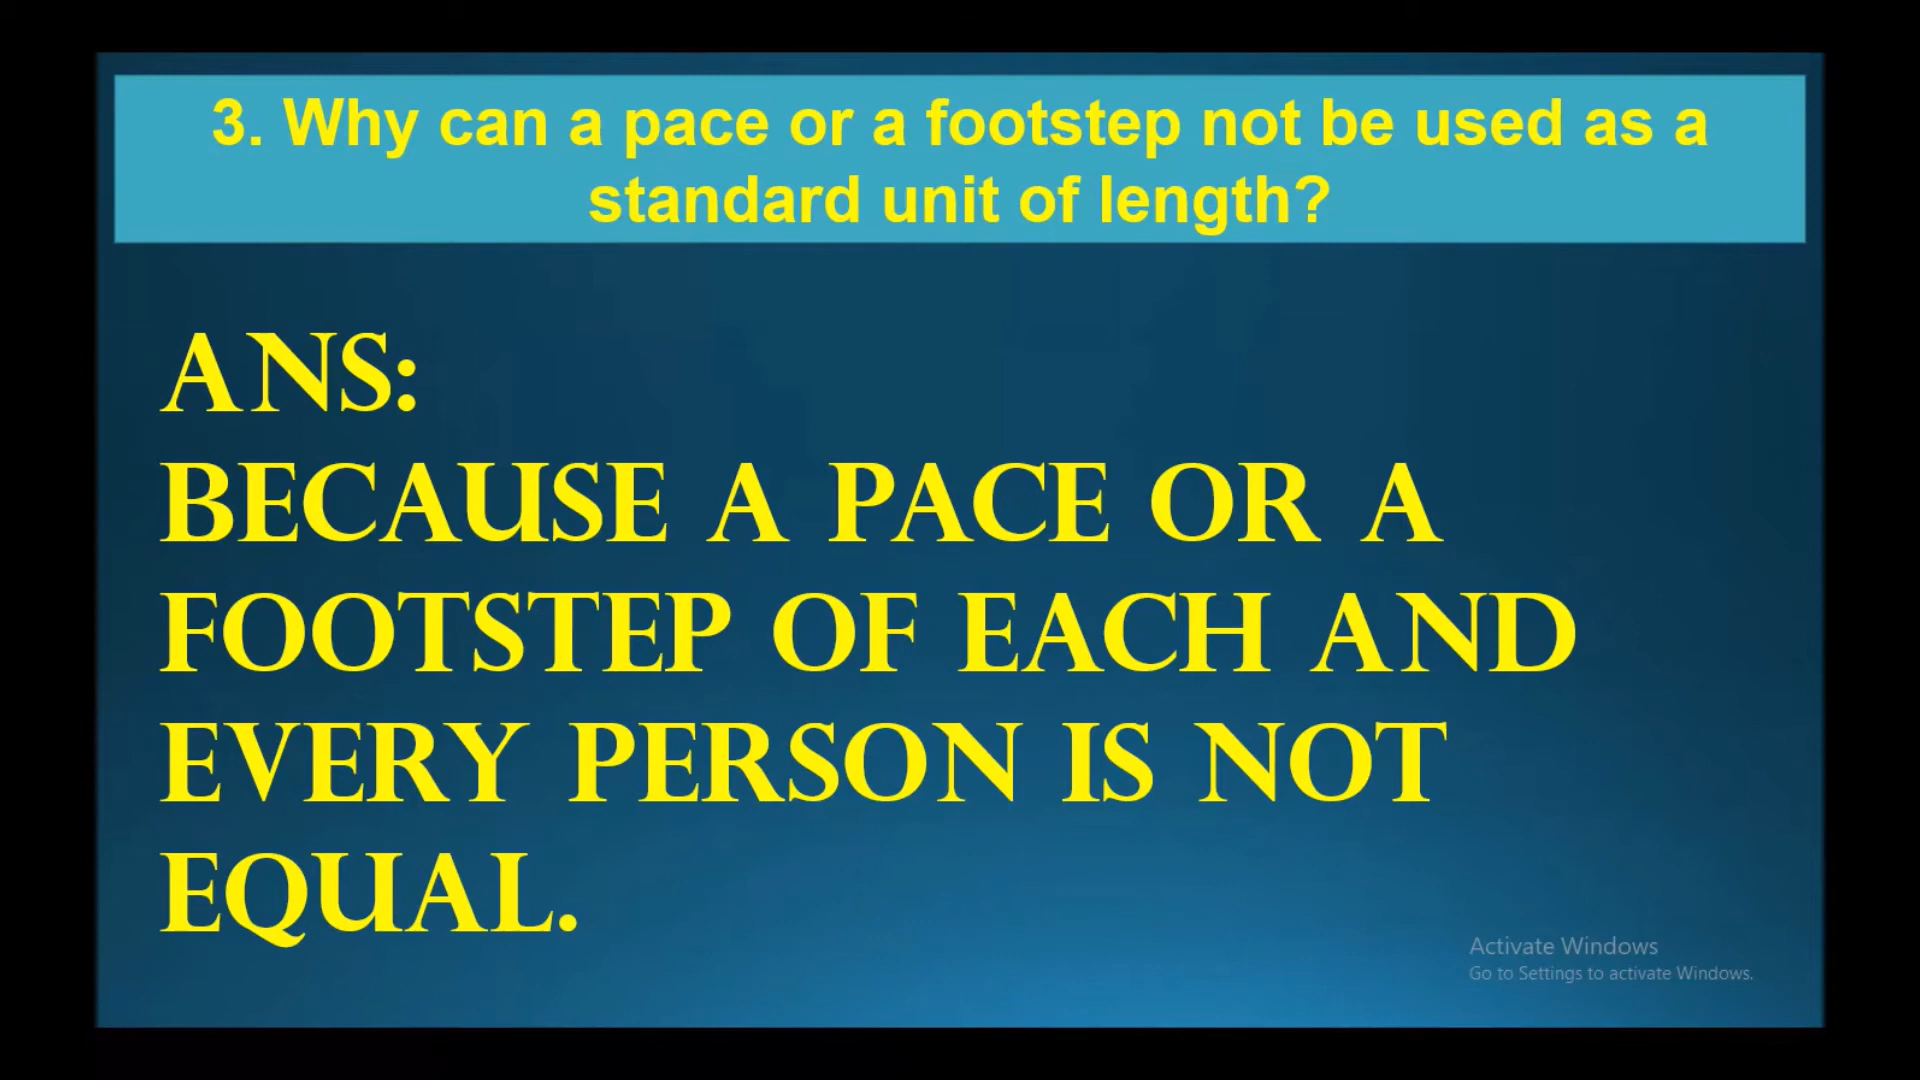 3. Why can a pace or a footstep not be used as a
standard unit of length?
ANS:
BECAUSE A PACE OR A
FOOTSTEP OF EACH AND
EVERY PERSON IS NOT
EQUAL.
Activate Windows
Go to Settings to activate Windows.